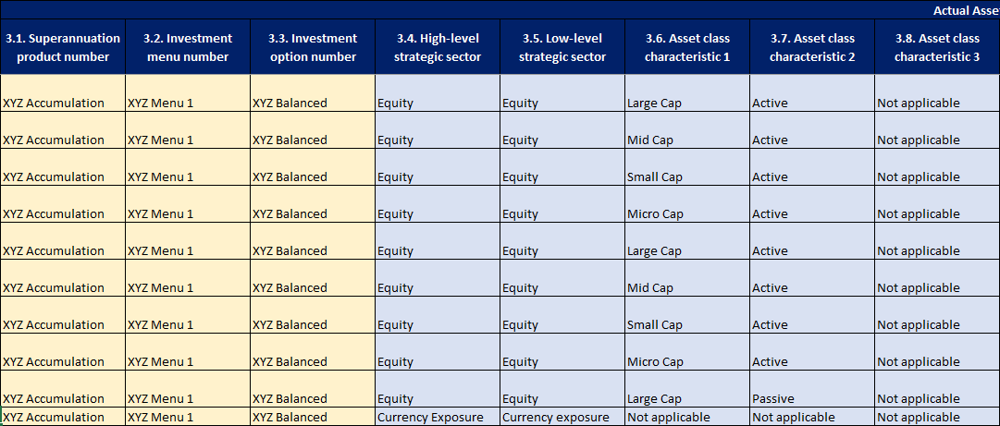 Actual Asse
3.1. Superannuation product number 3.2. Investment menu number 3.3. Investment option number 3.4. High-level strategic sector 3.5. Low-level strategic sector 3.6. Asset class characteristic 1 3.7. Asset class characteristic 2 3.8. Asset class characteristic 3
XYZ Accumulation XYZ Menu 1 XYZ Balanced Equity Equity Large Cap Active Not applicable
XYZ Accumulation XYZ Menu 1 XYZ Balanced Equity Equity Mid Cap Active Not applicable
XYZ Accumulation XYZ Menu 1 XYZ Balanced Equity Equity Small Cap Active Not applicable
XYZ Accumulation XYZ Menu 1 XYZ Balanced Equity Equity Micro Cap Active Not applicable
XYZ Accumulation XYZ Menu 1 XYZ Balanced Equity Equity Large Cap Active Not applicable
XYZ Accumulation XYZ Menu 1 XYZ Balanced Equity Equity Mid Cap Active Not applicable
XYZ Accumulation XYZ Menu 1 XYZ Balanced Equity Equity Small Cap Active Not applicable
XYZ Accumulation XYZ Menu 1 XYZ Balanced Equity Equity Micro Cap Active Not applicable
XYZ Accumulation XYZ Menu 1 XYZ Balanced Equity Equity Large Cap Passive Not applicable
XYZ Accumulation XYZ Menu 1 XYZ Balanced Currency Exposure Currency exposure Not applicable Not applicable Not applicable